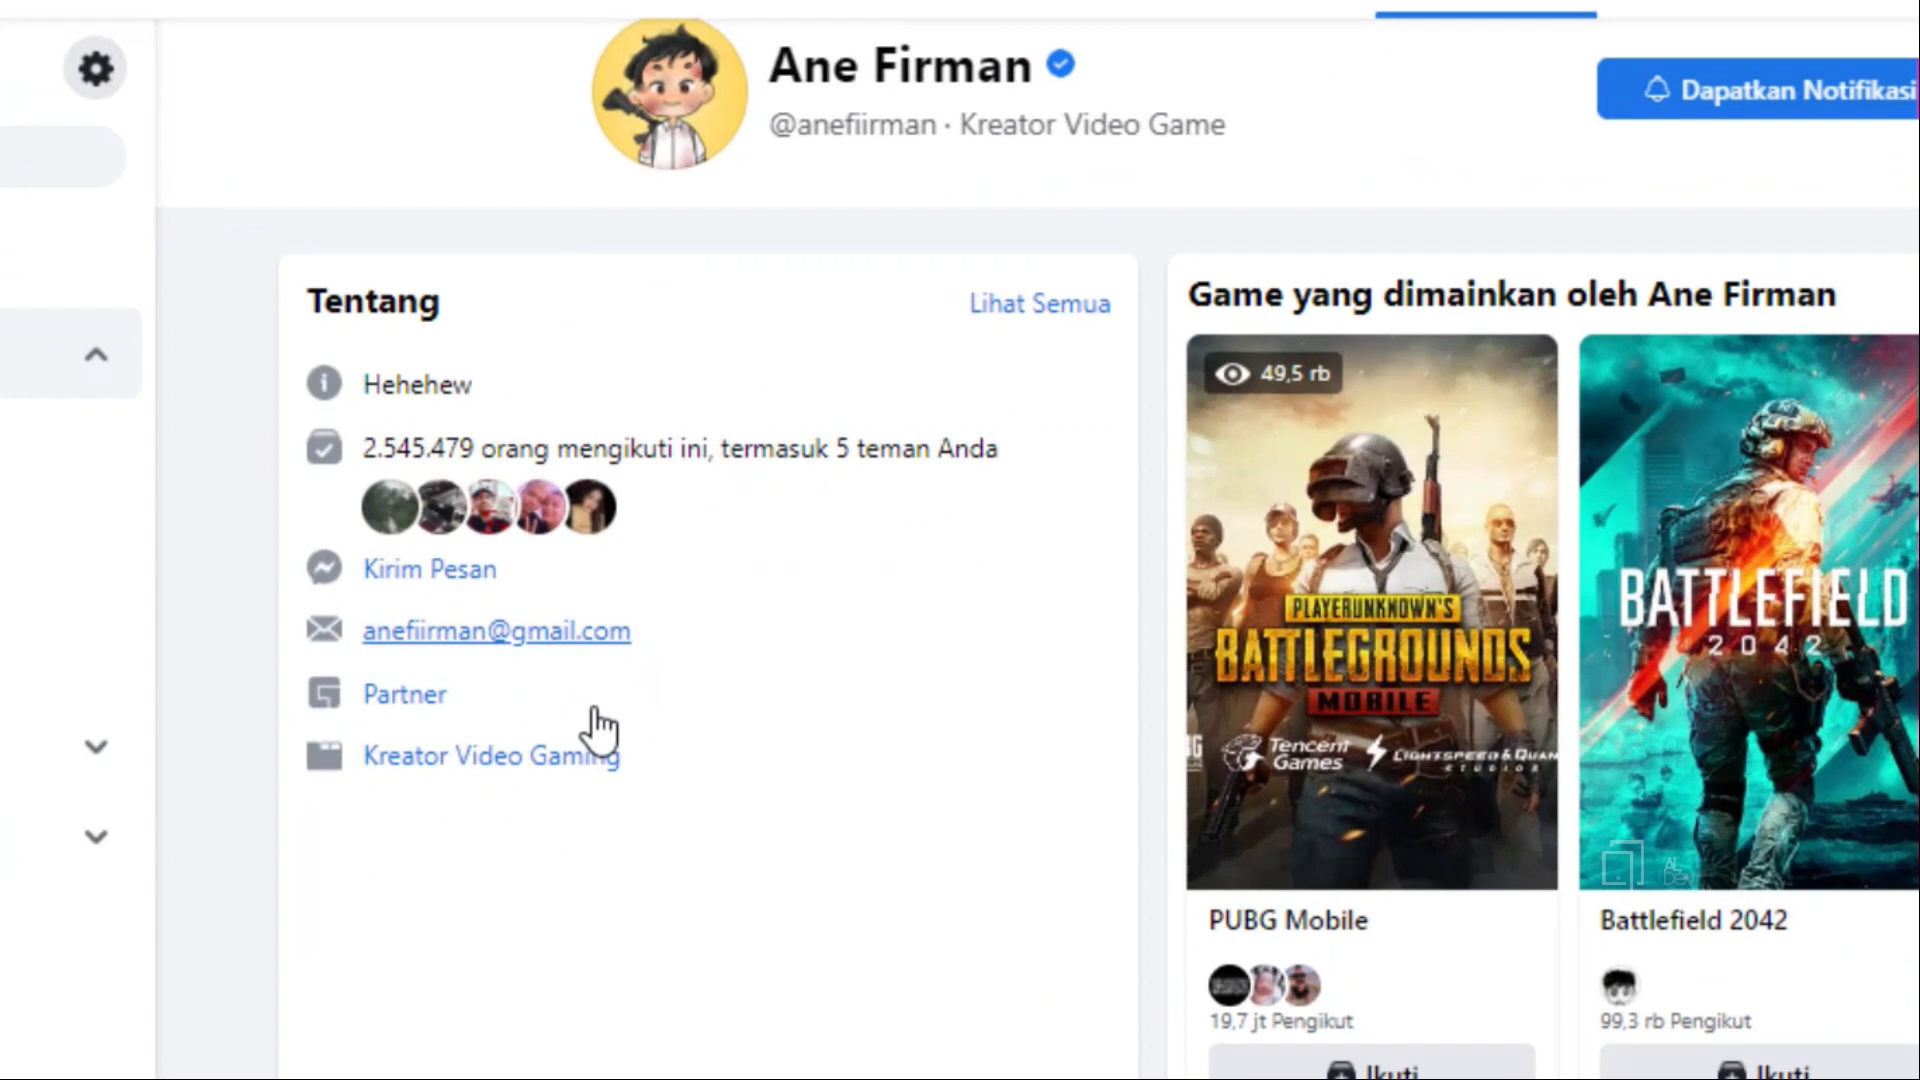 Ane Firman
@anefiirman · Kreator Video Game
Dapatkan Notifikasi
Tentang
Lihat Semua
Hehehew
2.545.479 orang mengikuti ini, termasuk 5 teman Anda
Kirim Pesan
anefiirman@gmail.com
Partner
Kreator Video Gaming
Game yang dimainkan oleh Ane Firman
49,5 rb
PLAYERUNKNOWN'S
BATTLEGROUNDS
MOBILE
Tencent
Games
LIGHTSPEED & QUAN
STUDIOS
PUBG Mobile
19,7 jt Pengikut
Ikuti
BATTLEFIELD
2042
Battlefield 2042
99,3 rb Pengikut
Ikuti